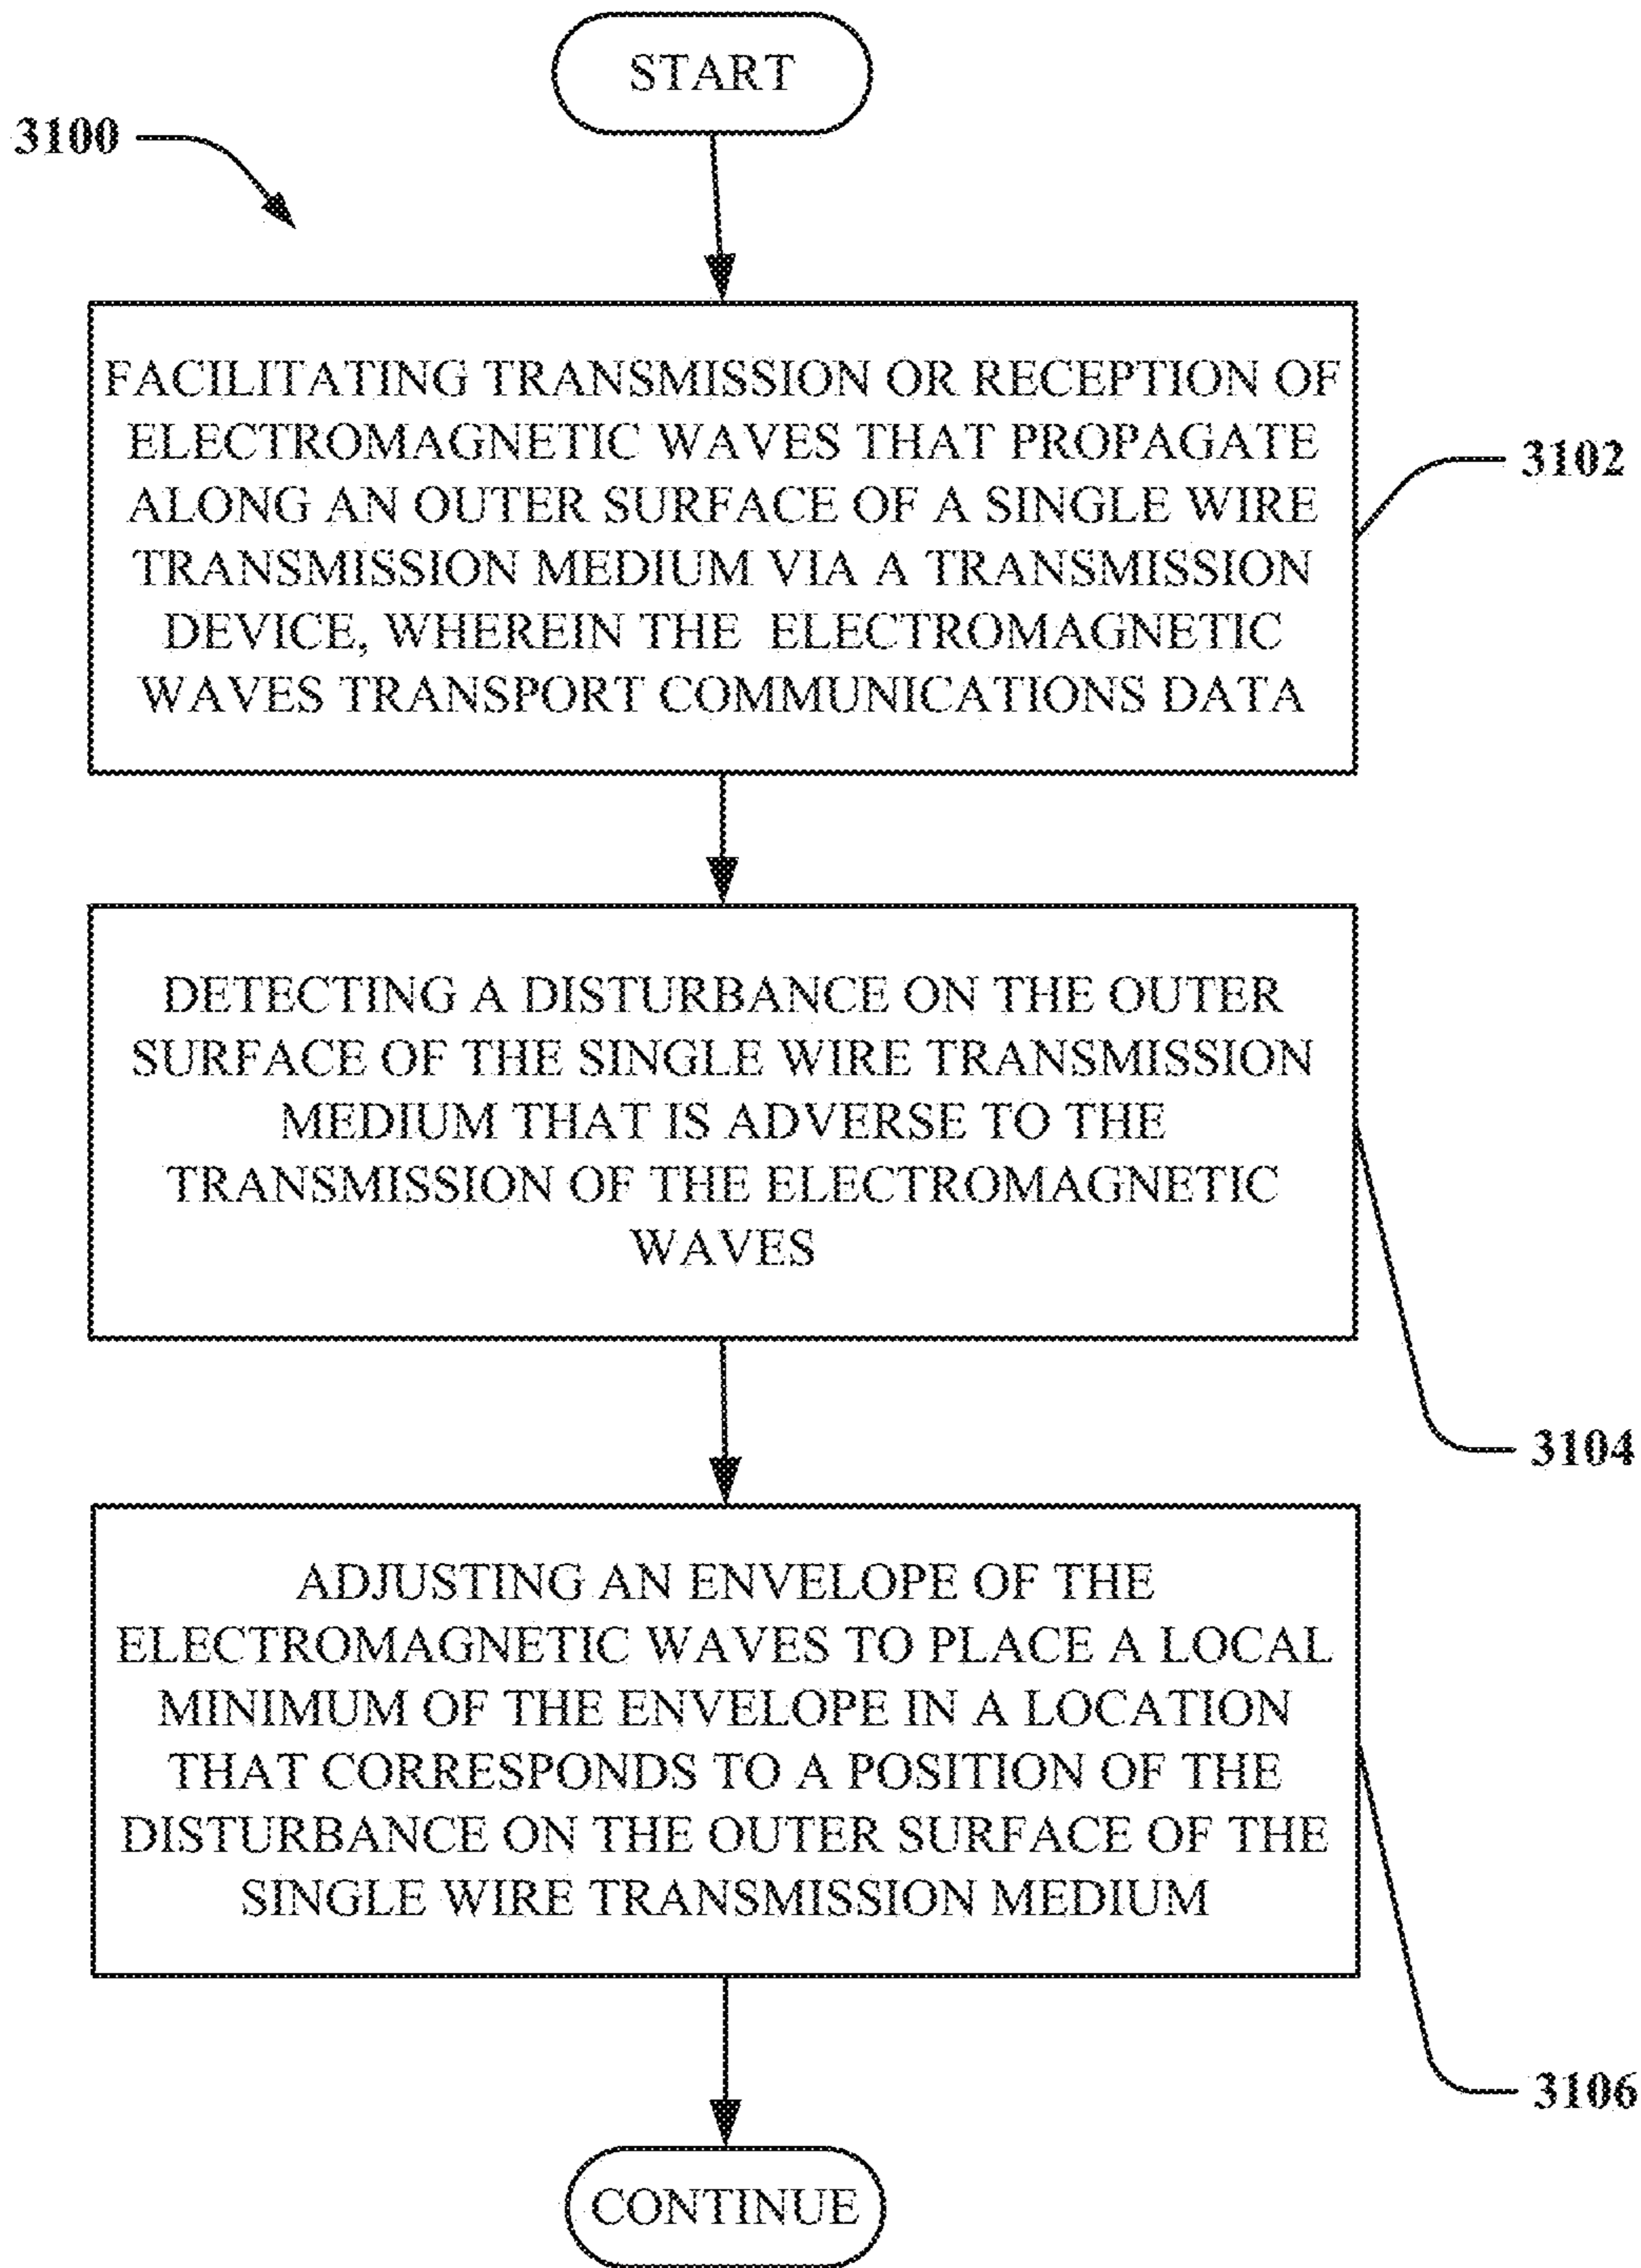 START
3100
FACILITATING TRANSMISSION OR RECEPTION OF
ELECTROMAGNETIC WAVES THAT PROPAGATE
ALONG AN OUTER SURFACE OF A SINGLE WIRE
TRANSMISSION MEDIUM VIA A TRANSMISSION
DEVICE, WHEREIN THE ELECTROMAGNETIC
WAVES TRANSPORT COMMUNICATIONS DATA
3102
DETECTING A DISTURBANCE ON THE OUTER
SURFACE OF THE SINGLE WIRE TRANSMISSION
MEDIUM THAT IS ADVERSE TO THE
TRANSMISSION OF THE ELECTROMAGNETIC
WAVES
3104
ADJUSTING AN ENVELOPE OF THE
ELECTROMAGNETIC WAVES TO PLACE A LOCAL
MINIMUM OF THE ENVELOPE IN A LOCATION
THAT CORRESPONDS TO A POSITION OF THE
DISTURBANCE ON THE OUTER SURFACE OF THE
SINGLE WIRE TRANSMISSION MEDIUM
3106
CONTINUE